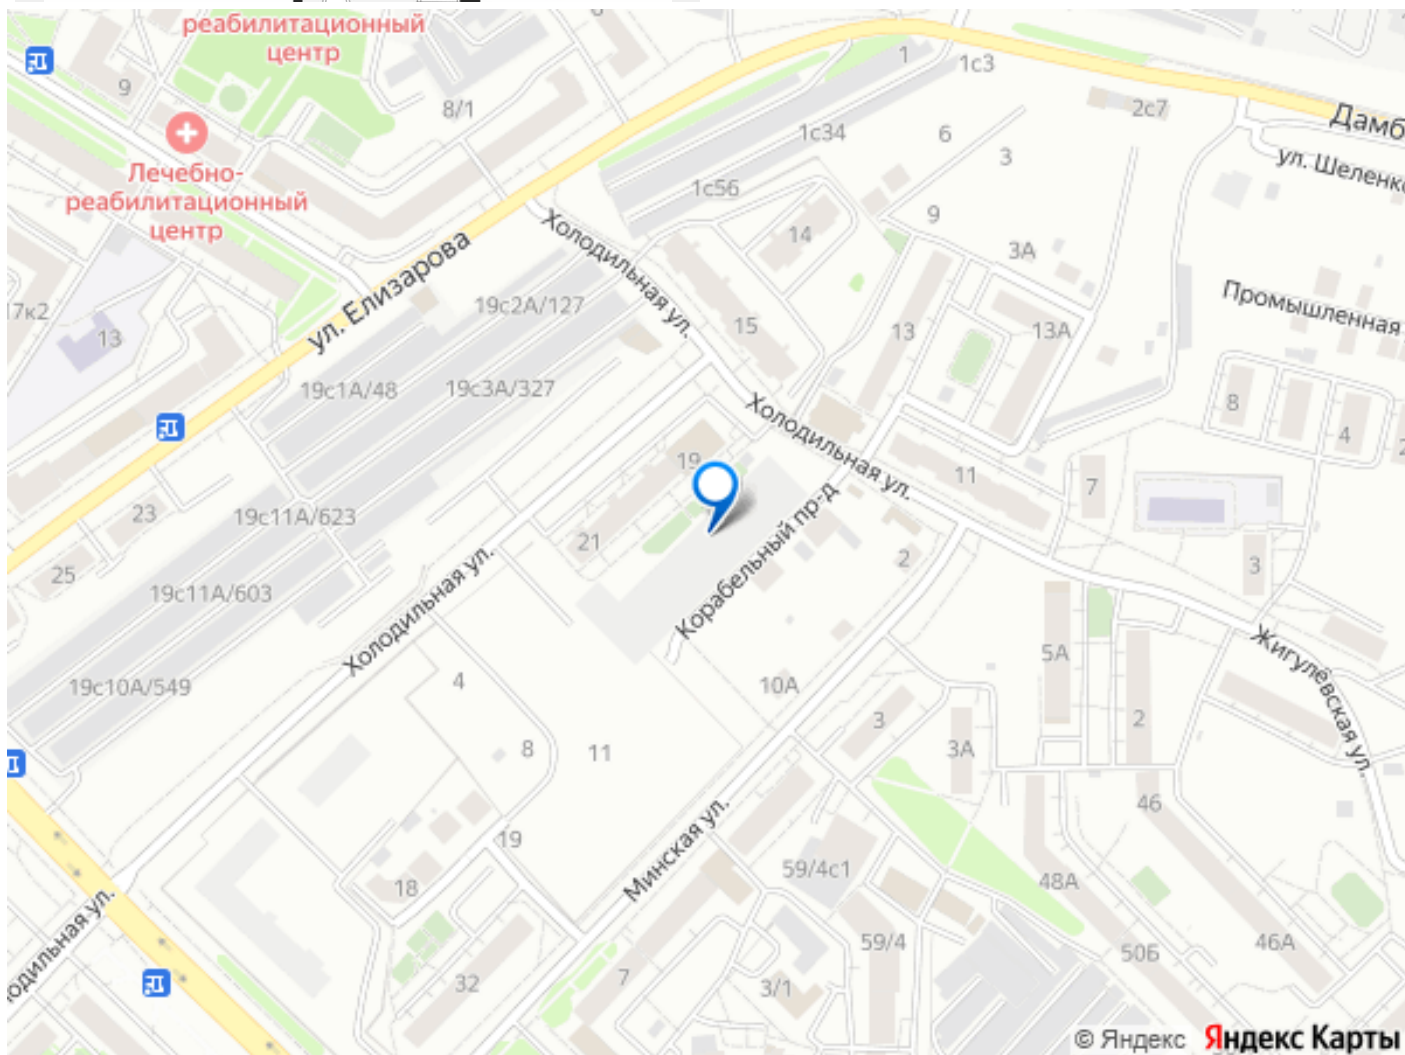 реабилитационный
центр
6
1
1с3
9
8/1
2с7
Дамб
1с34
6
3
ул. Шеленко
Лечебно-
реабилитационный
центр
1с56
9
14
3А
Холодильная ул.
ул. Елизарова
17к2
13
19с2А/127
15
13
13А
Промышленная
19с1А/48
19с3А/327
8
4
2
Холодильная ул.
19
11
7
23
19с11А/623
21
Корабельный пр-д
2
3
25
19с11А/603
Холодильная ул.
5А
Жигулёвская ул.
19с10А/549
4
10А
3
3А
2
8
11
46
Минская ул.
19
18
59/4с1
48А
одильная ул.
59/4
50Б
46А
32
7
3/1
© Яндекс Яндекс Карты